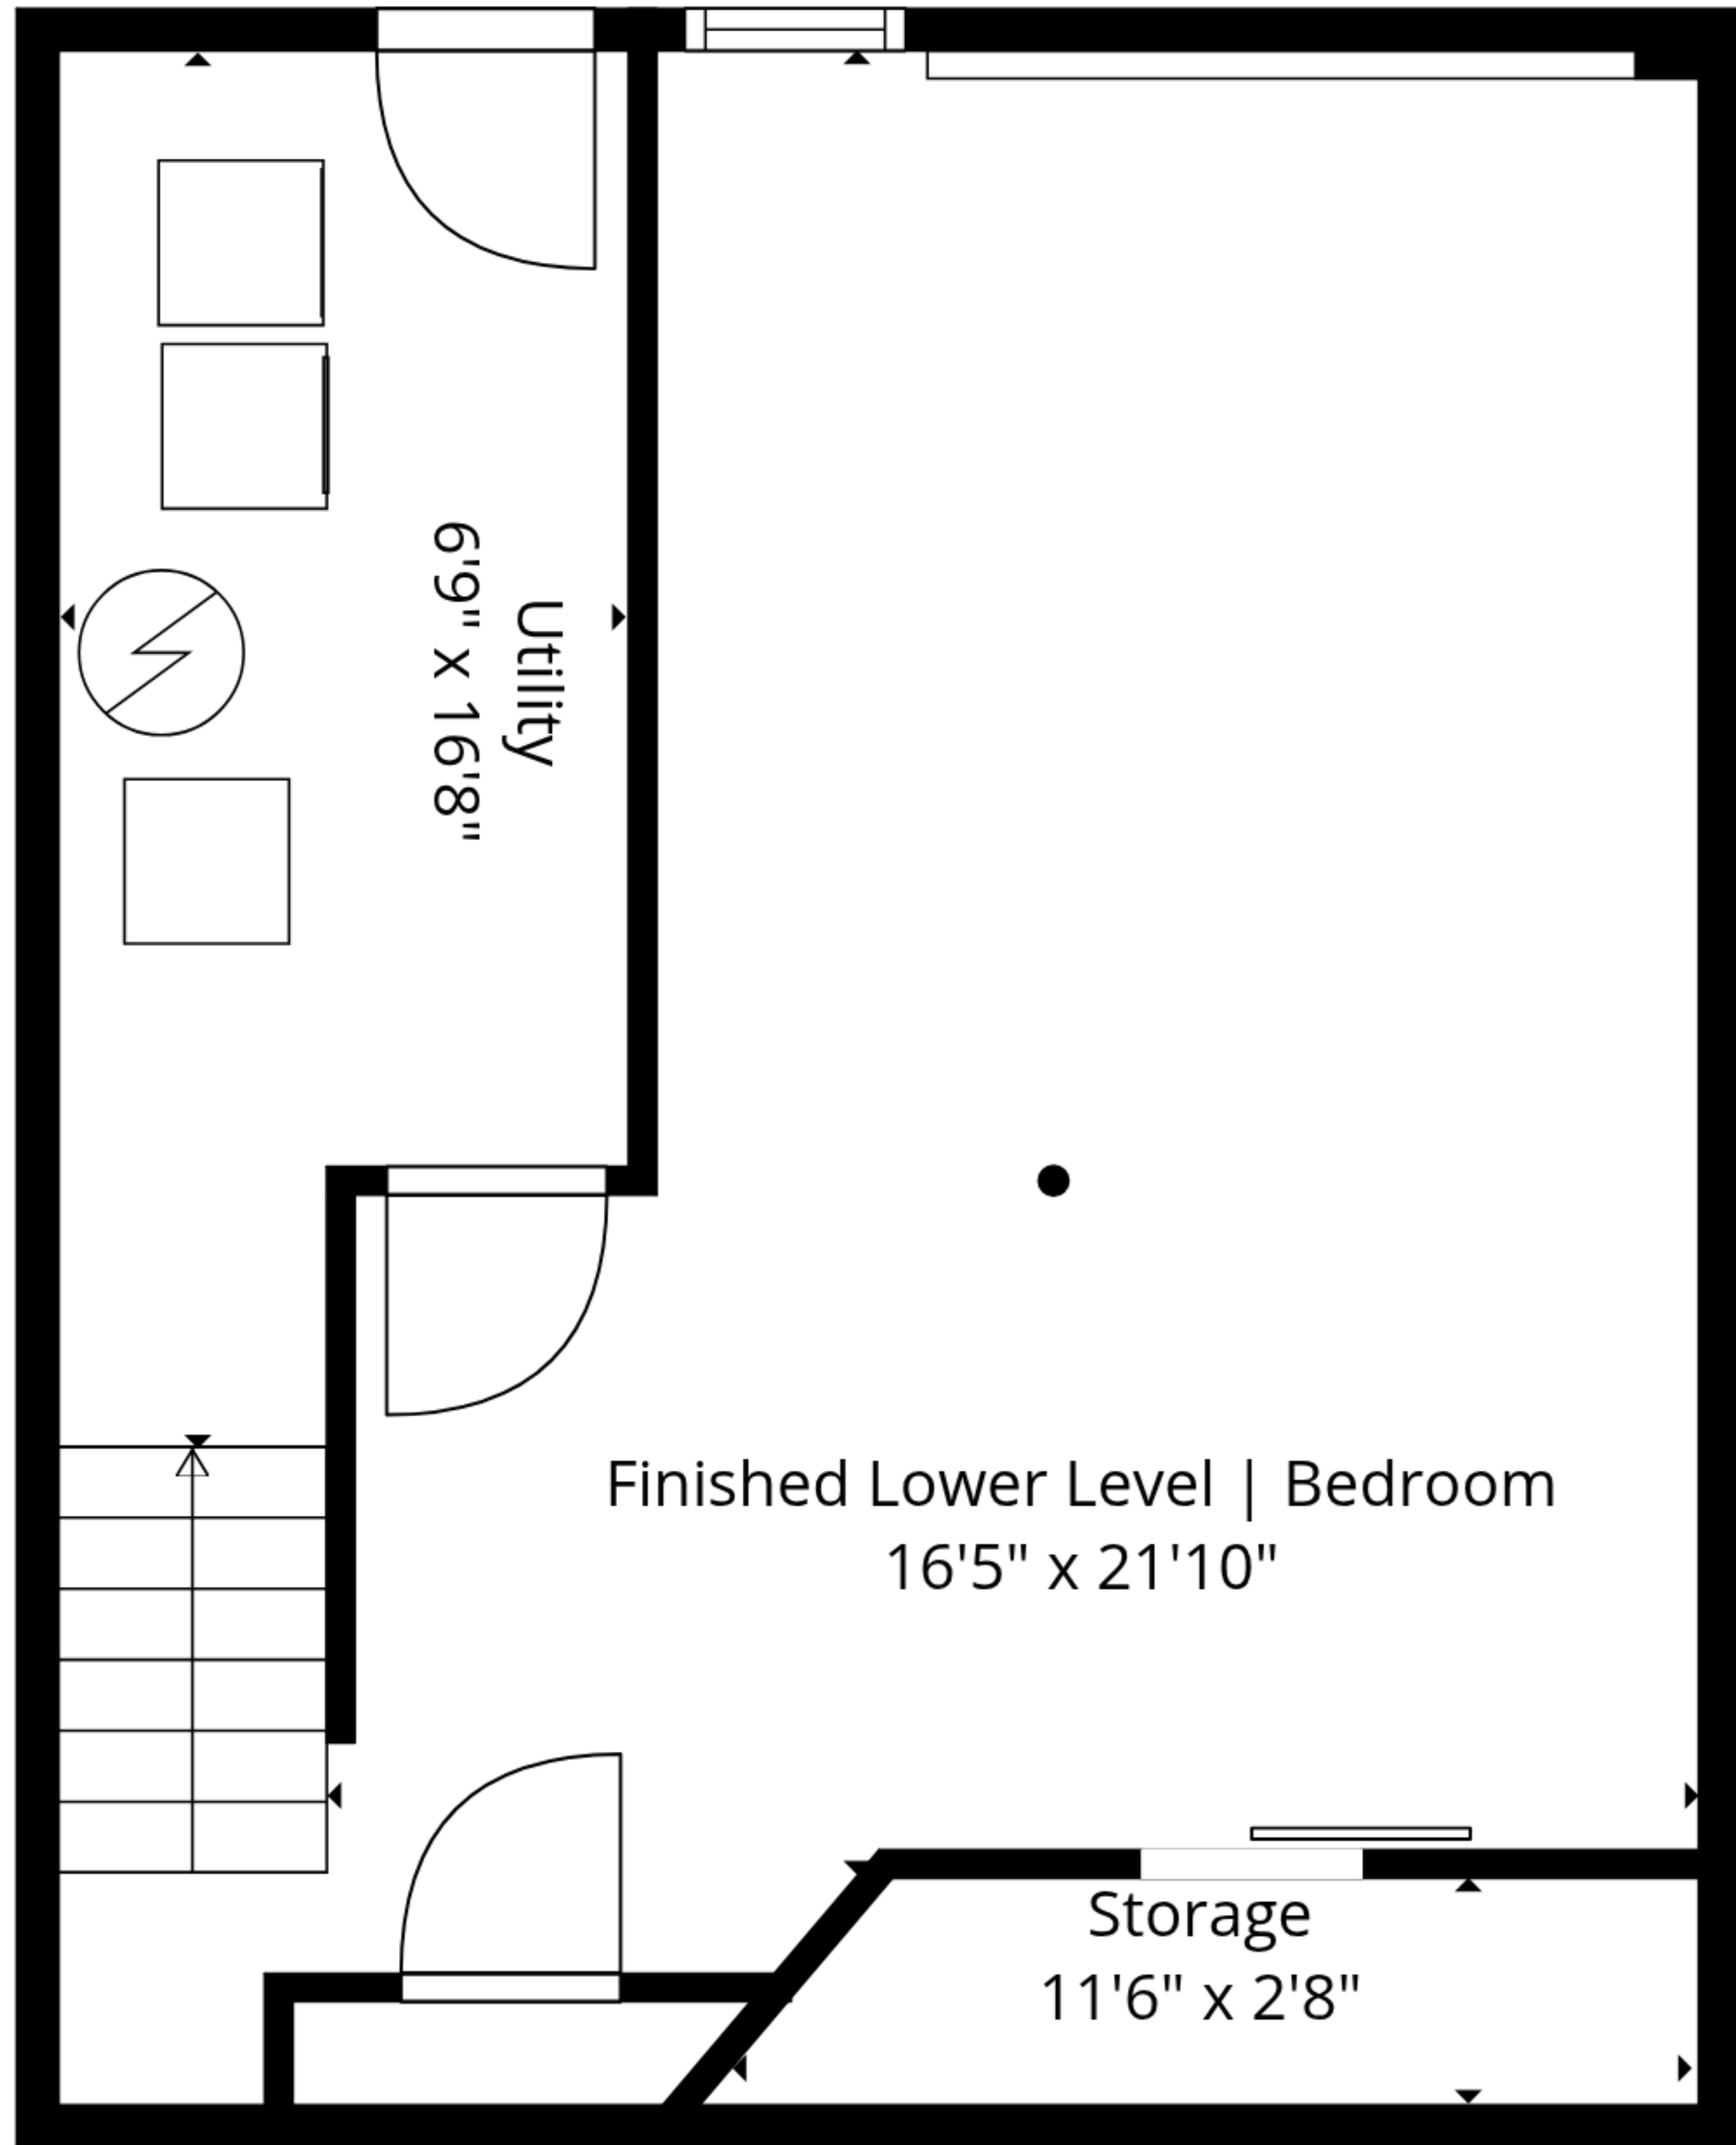 Utility
6'9" x 16'8"
Finished Lower Level | Bedroom
16'5" x 21'10"
Storage
11'6" x 2'8"